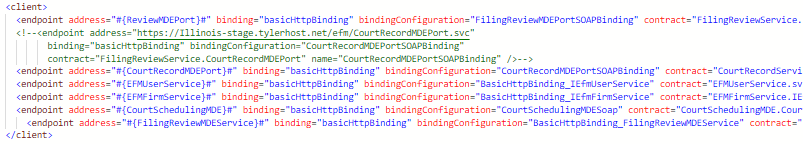 <client>
<endpoint address="#{ReviewMDEPort}#" binding="basicHttpBinding" bindingConfiguration="FilingReviewMDEPortSOAPBinding" contract="FilingReviewService.
<!--endpoint address="https://Illinois-stage.tylerhost.net/efm/CourtRecordMDEPort.svc"
binding="basicHttpBinding" bindingConfiguration="CourtRecordMDEPortSOAPBinding"
contract="FilingReviewService.CourtRecordMDEPort" name="CourtRecordMDEPortSOAPBinding" />-->
<endpoint address="#{CourtRecordMDEPort}#" binding="basicHttpBinding" bindingConfiguration="CourtRecordMDEPortSOAPBinding" contract="CourtRecordServi
<endpoint address="#{EFMUserService}#" binding="basicHttpBinding" bindingConfiguration="BasicHttpBinding_IEfmUserService" contract="EFMUserService.sv
<endpoint address="#{EFMFirmService}#" binding="basicHttpBinding" bindingConfiguration="BasicHttpBinding_IEfmFirmService" contract="EFMFirmService.IE
<endpoint address="#{CourtSchedulingMDE}#" binding="basicHttpBinding" bindingConfiguration="CourtSchedulingMDESoap" contract="CourtSchedulingMDE.Cour
<endpoint address="#{FilingReviewMDEService}#" binding="basicHttpBinding" bindingConfiguration="BasicHttpBinding_FilingReviewMDEService" contract="
</client>